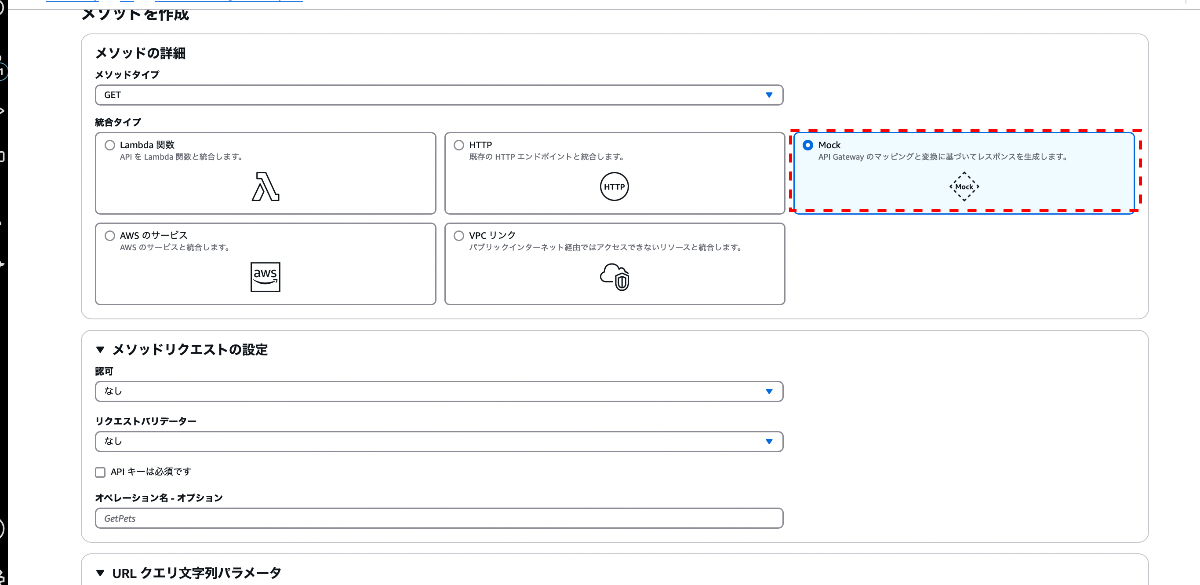 メソッドを作成
メソッドの詳細
メソッドタイプ
GET
統合タイプ
Lambda 関数
API を Lambda 関数と統合します。
HTTP
既存の HTTP エンドポイントと統合します。
HTTP
Mock
API Gateway のマッピングと変換に基づいてレスポンスを生成します。
Mock
AWS のサービス
AWS のサービスと統合します。
aws
VPC リンク
パブリックインターネット経由ではアクセスできないリソースと統合します。
メソッドリクエストの設定
認可
なし
リクエストバリデーター
なし
API キーは必須です
オペレーション名 - オプション
GetPets
URL クエリ文字列パラメータ